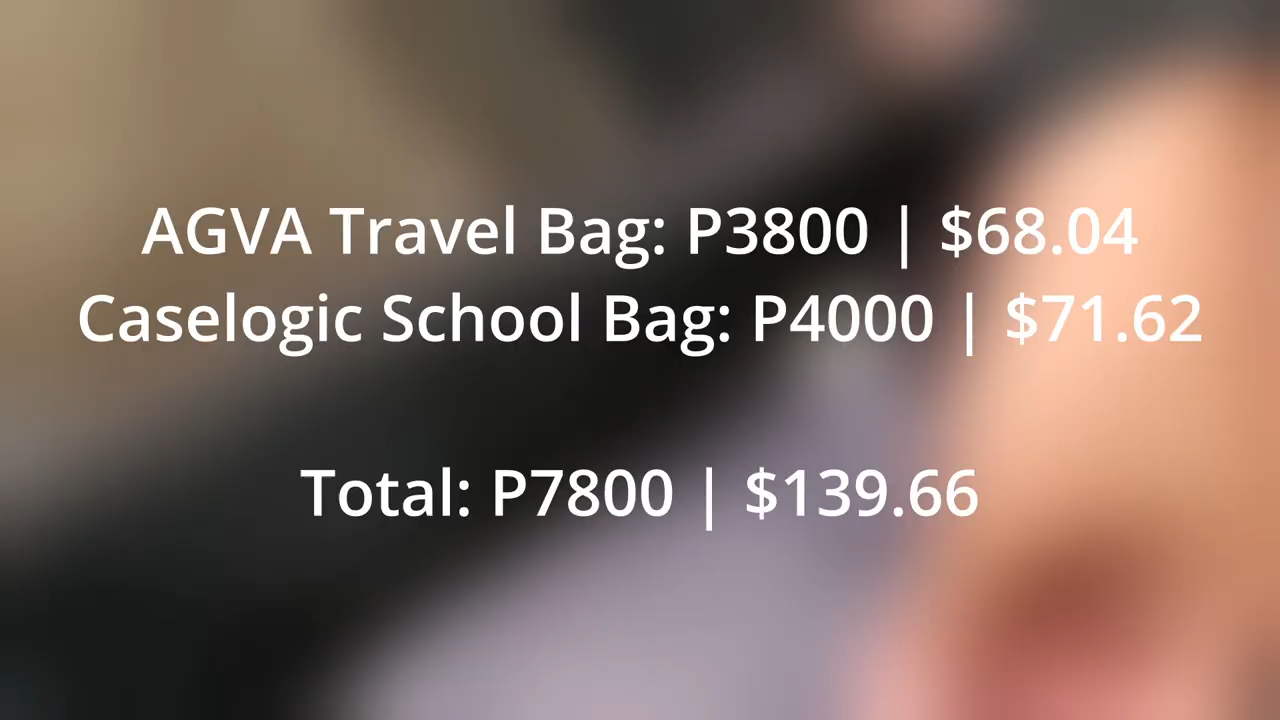 AGVA Travel Bag: P3800 | $68.04
Caselogic School Bag: P4000 | $71.62
Total: P7800 | $139.66